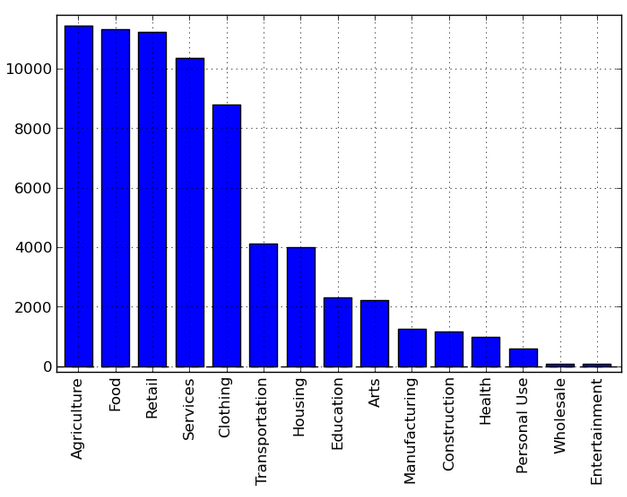 10000
8000
6000
4000
2000
0
Agriculture
Food
Retail
Services
Clothing
Transportation
Housing
Education
Arts
Manufacturing
Construction
Health
Personal Use
Wholesale
Entertainment